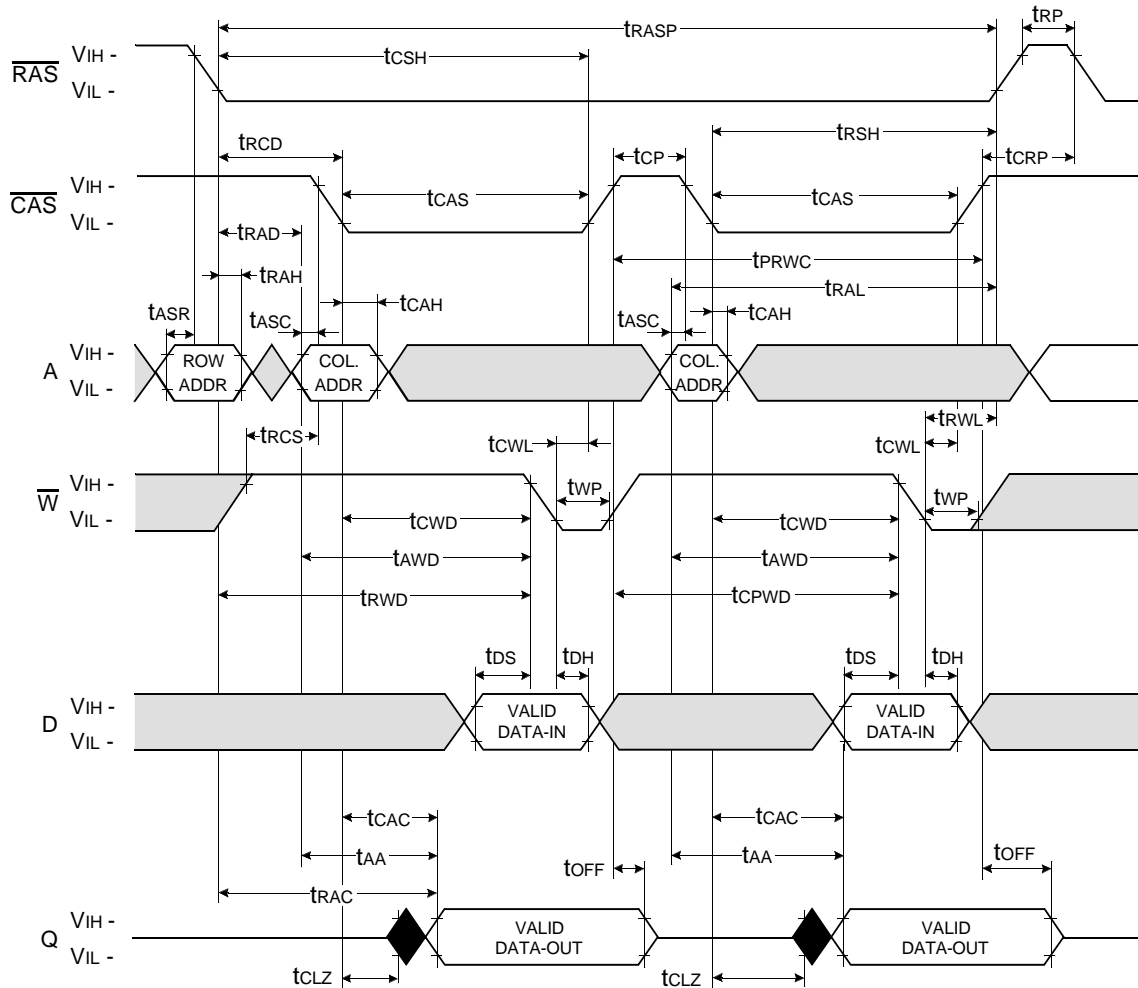 tRASP
tRP
tCSH
RAS
VIH -
VIL -
tRCD
tRSH
tCP
tCRP
CAS
VIH -
VIL -
tCAS
tCAS
tRAD
tPRWC
tRAH
tRAL
tASR
tASC
tCAH
tASC
tCAH
A
VIH -
VIL -
ROW
ADDR
COL.
ADDR
COL.
ADDR
tRCS
tCWL
tRWL
tCWL
W
VIH -
VIL -
tWP
tWP
tCWD
tCWD
tAWD
tAWD
tRWD
tCPWD
tDS
tDH
tDS
tDH
D
VIH -
VIL -
VALID
DATA-IN
VALID
DATA-IN
tCAC
tCAC
tAA
tOFF
tAA
tOFF
tRAC
Q
VIH -
VIL -
VALID
DATA-OUT
VALID
DATA-OUT
tCLZ
tCLZ